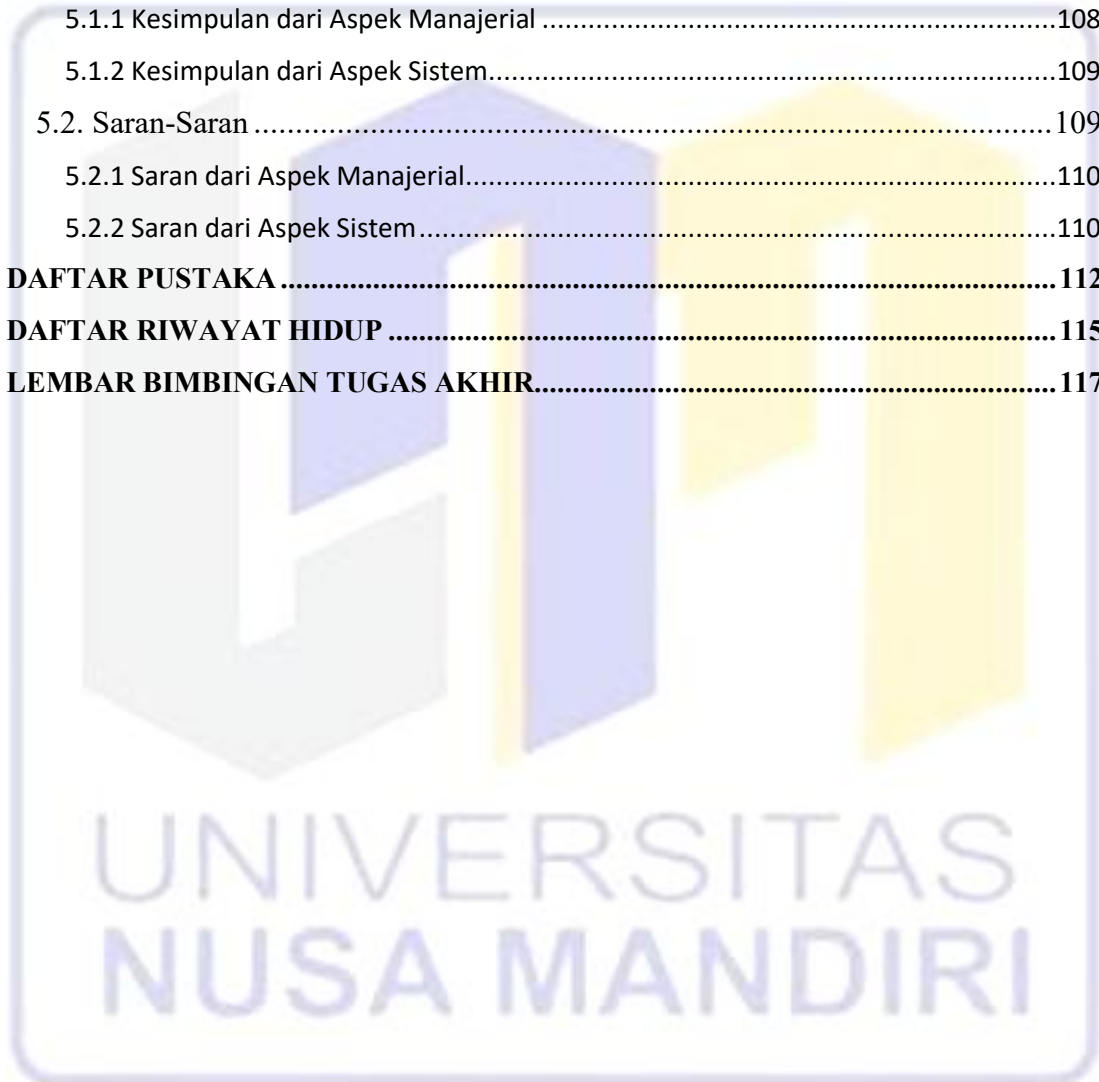 5.1.1 Kesimpulan dari Aspek Manajerial ........................................................................108
5.1.2 Kesimpulan dari Aspek Sistem................................................................................109
5.2. Saran-Saran ................................................................................................109
5.2.1 Saran dari Aspek Manajerial...................................................................................110
5.2.2 Saran dari Aspek Sistem .........................................................................................110
DAFTAR PUSTAKA ............................................................................................. 112
DAFTAR RIWAYAT HIDUP ................................................................................ 115
LEMBAR BIMBINGAN TUGAS AKHIR............................................................... 117
UNIVERSITAS
NUSA MANDIRI